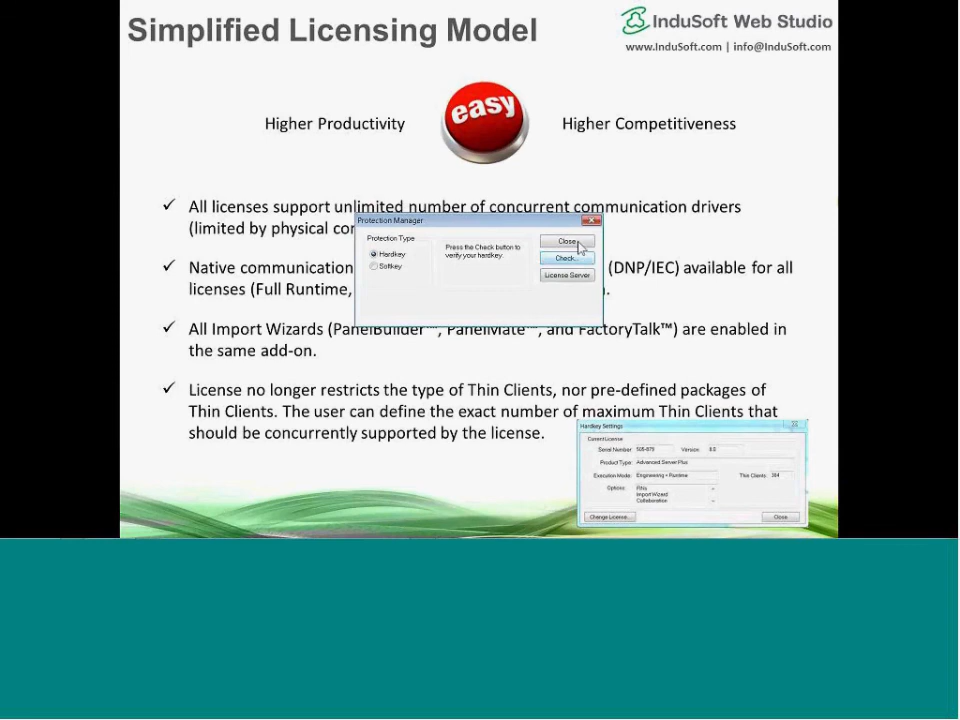 Simplified Licensing Model
InduSoft Web Studio
www.InduSoft.com | info@InduSoft.com
easy
Higher Productivity
Higher Competitiveness
✓ All licenses support unlimited number of concurrent communication drivers
(limited by physical
Protection Manager
Protection Type
Hardkey
Softkey
Press the Check button to
verify your hardkey.
Close
Check...
License Server
✓ Native communication (DNP/IEC) available for all
licenses (Full Runtime,
✓ All Import Wizards (PanelBuilder™, PanelMate™, and FactoryTalk™) are enabled in
the same add-on.
✓ License no longer restricts the type of Thin Clients, nor pre-defined packages of
Thin Clients. The user can define the exact number of maximum Thin Clients that
should be concurrently supported by the license.
Hardkey Settings
Current License
Serial Number: Version: 8.0
Product Type: Advanced Server Plus
Execution Mode: Engineering + Runtime Thin Clients:
Options:
Import Wizard
Collaboration
Change License... Close